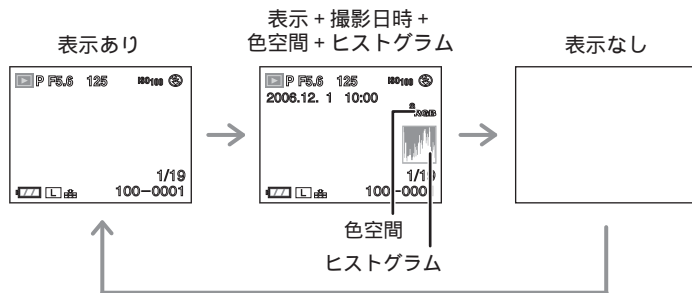 表示あり
表示 + 撮影日時 +
色空間 + ヒストグラム
表示なし
P F5.6 125 ISO100
1/19
L 100-0001
P F5.6 125 ISO100
2006.12. 1 10:00
sRGB
1/19
L 100-0001
色空間
ヒストグラム